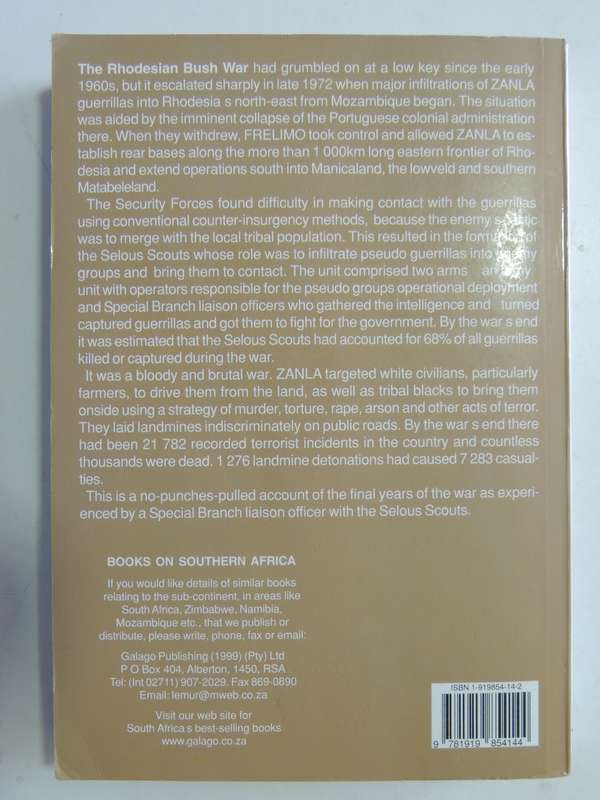 The Rhodesian Bush War had grumbled on at a low key since the early
1960s, but it escalated sharply in late 1972 when major infiltrations of ZANLA
guerrillas into Rhodesia s north-east from Mozambique began. The situation
was aided by the imminent collapse of the Portuguese colonial administration
there. When they withdrew, FRELIMO took control and allowed ZANLA to es-
tablish rear bases along the more than 1 000km long eastern frontier of Rho-
desia and extend operations south into Manicaland, the lowveld and southern
Matabeleland.
The Security Forces found difficulty in making contact with the guerrillas
using conventional counter-insurgency methods, because the enemy
was to merge with the local tribal population. This resulted in the of
the Selous Scouts whose role was to infiltrate pseudo guerrillas into
groups and bring them to contact. The unit comprised two arms
unit with operators responsible for the pseudo groups operational deployment
and Special Branch liaison officers who gathered the intelligence and turned
captured guerrillas and got them to fight for the government. By the war s end
it was estimated that the Selous Scouts had accounted for 68% of all guerrillas
killed or captured during the war.
It was a bloody and brutal war. ZANLA targeted white civilians, particularly
farmers, to drive them from the land, as well as tribal blacks to bring them
onside using a strategy of murder, torture, rape, arson and other acts of terror.
They laid landmines indiscriminately on public roads. By the war s end there
had been 21 782 recorded terrorist incidents in the country and countless
thousands were dead. 1 276 landmine detonations had caused 7 283 casual-
ties.
This is a no-punches-pulled account of the final years of the war as experi-
enced by a Special Branch liaison officer with the Selous Scouts.
BOOKS ON SOUTHERN AFRICA
If you would like details of similar books
relating to the sub-continent, in areas like
South Africa, Zimbabwe, Namibia,
Mozambique etc., that we publish or
distribute, please write, phone, fax or email:
Galago Publishing (1999) (Pty) Ltd
P O Box 404, Alberton, 1450, RSA
Tel: (Int 02711) 907-2029. Fax 869-0890
Email: lemur@mweb.co.za
Visit our web site for
South Africa s best-selling books
www.galago.co.za
ISBN 1-919854-14-2
9 781919 854144